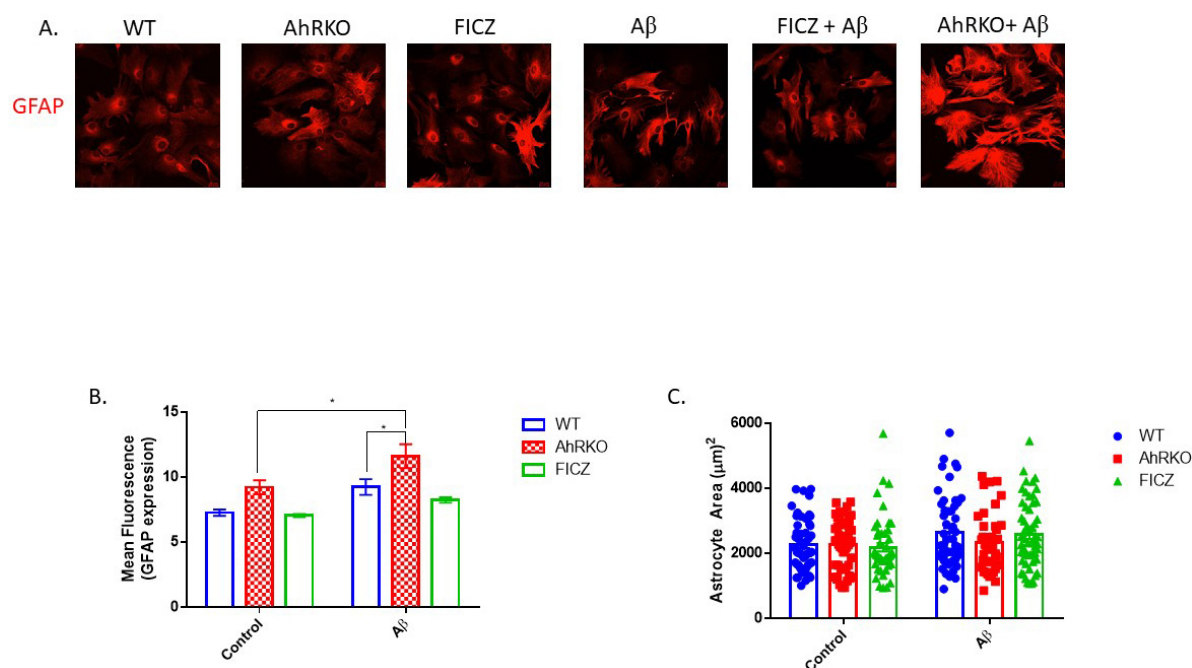 A.
WT
AhRKO
FICZ
Aβ
FICZ + Aβ
AhRKO+ Aβ
GFAP
B.
Mean Fluorescence
(GFAP expression)
15
10
5
0
*
*
Control
Aβ
WT
AhRKO
FICZ
C.
Astrocyte Area (μm)²
6000
4000
2000
0
Control
Aβ
WT
AhRKO
FICZ